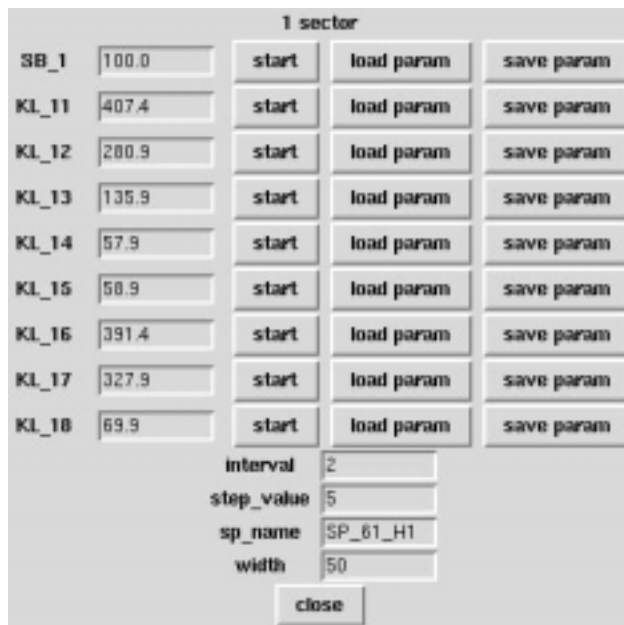 1 sector
SB_1 100.0 start load param save param
KL_11 407.4 start load param save param
KL_12 280.9 start load param save param
KL_13 135.9 start load param save param
KL_14 57.9 start load param save param
KL_15 58.9 start load param save param
KL_16 391.4 start load param save param
KL_17 327.9 start load param save param
KL_18 69.9 start load param save param
interval 2
step_value 5
sp_name SP_61_H1
width 50
close